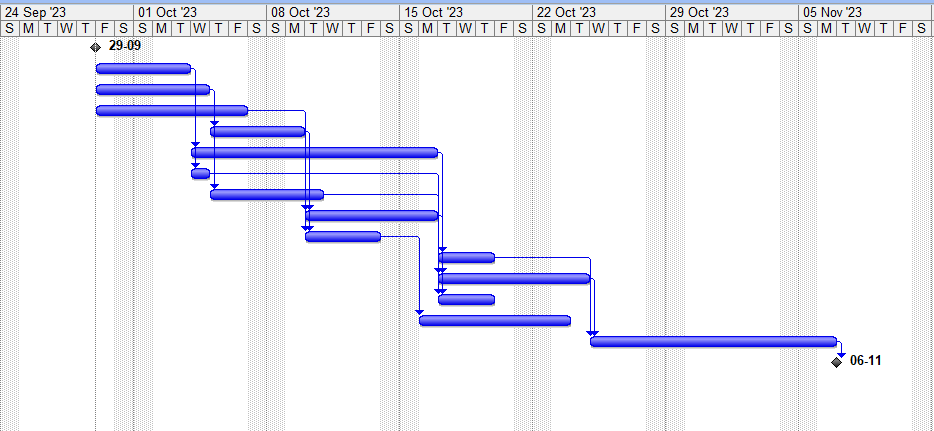 24 Sep '23 01 Oct '23 08 Oct '23 15 Oct '23 22 Oct '23 29 Oct '23 05 Nov '23
S M T W T F S S M T W T F S S M T W T F S S M T W T F S S M T W T F S S M T W T F S S M T W T F S
29-09
06-11